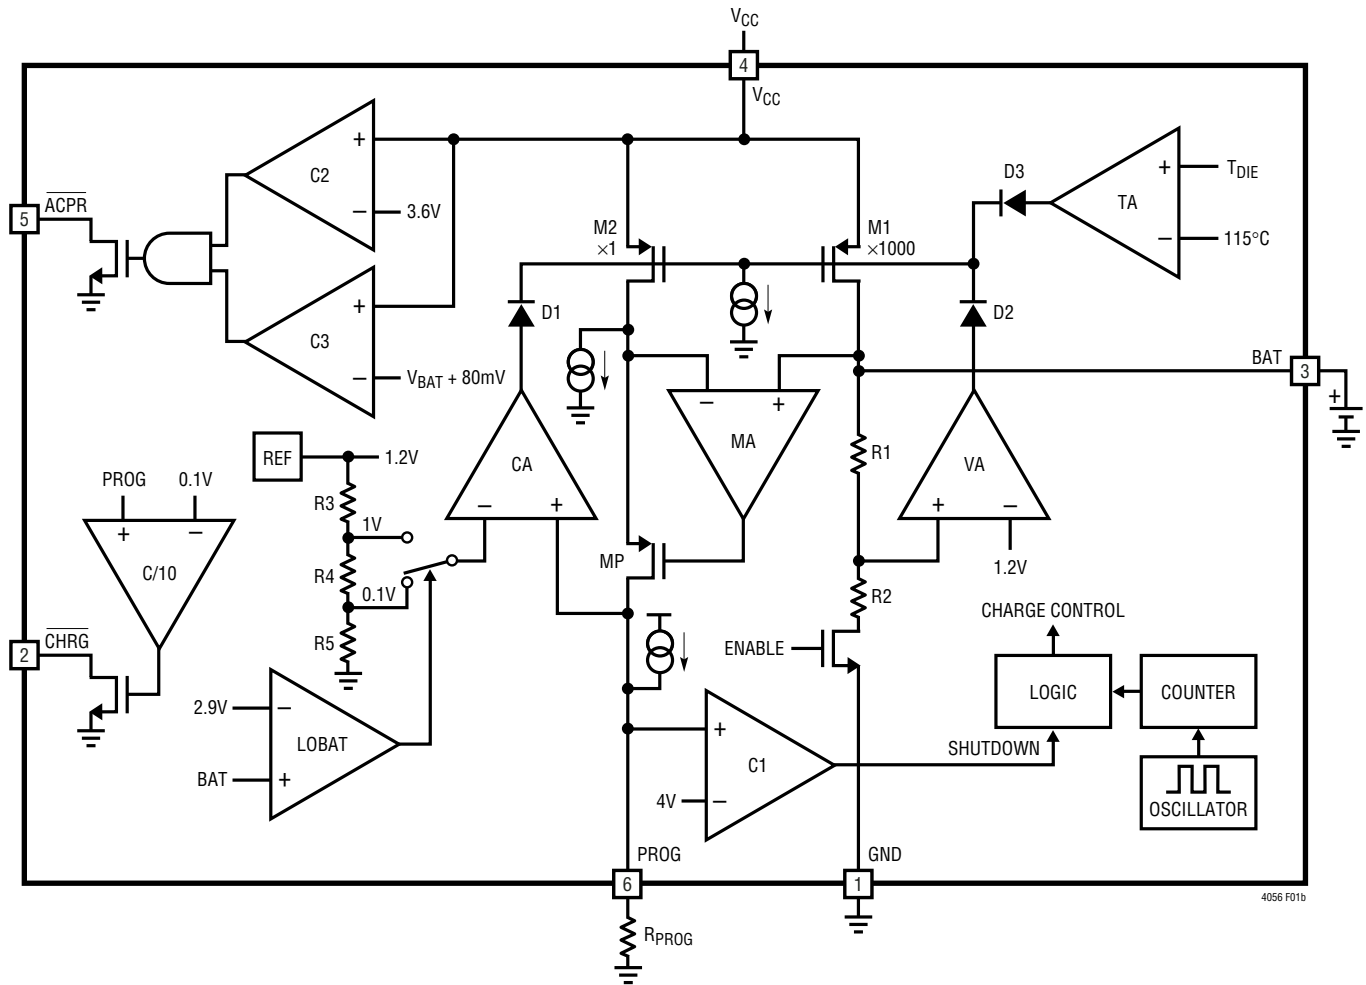 VCC
4
VCC
+
C2
−
3.6V
5
ACPR
+
C3
−
VBAT + 80mV
M2
×1
M1
×1000
D3
TA
+
TDIE
−
115°C
D1
D2
BAT
3
+
−
+
MA
REF
1.2V
R3
1V
R4
0.1V
R5
CA
−
+
R1
VA
+
−
1.2V
PROG
0.1V
+
−
C/10
MP
R2
ENABLE
2
CHRG
2.9V
−
LOBAT
BAT
+
CHARGE CONTROL
LOGIC
COUNTER
SHUTDOWN
OSCILLATOR
+
C1
4V
−
PROG
6
GND
1
RPROG
4056 F01b